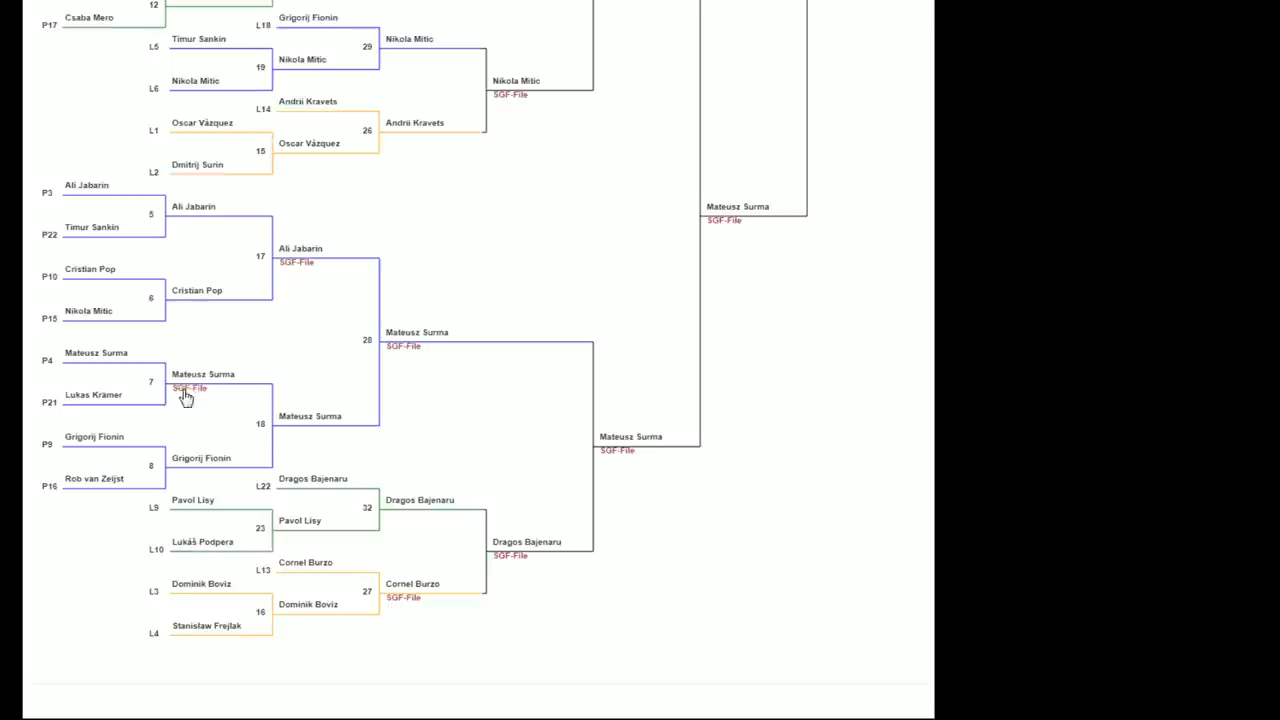 12
P17 Csaba Mero
L18 Grigorij Fionin
L5 Timur Sankin 29 Nikola Mitic
19 Nikola Mitic
L6 Nikola Mitic Nikola Mitic
SGF-File
L14 Andrii Kravets
L1 Oscar Vázquez 26 Andrii Kravets
15 Oscar Vázquez
L2 Dmitrij Surin
P3 Ali Jabarin
5 Ali Jabarin Mateusz Surma
SGF-File
P22 Timur Sankin
17 Ali Jabarin
SGF-File
P10 Cristian Pop
6 Cristian Pop
P15 Nikola Mitic
28 Mateusz Surma
SGF-File
P4 Mateusz Surma
7 Mateusz Surma
SGF-File
P21 Lukas Krämer
18 Mateusz Surma
P9 Grigorij Fionin Mateusz Surma
SGF-File
8 Grigorij Fionin
P16 Rob van Zeijst L22 Dragos Bajenaru
L9 Pavol Lisy 32 Dragos Bajenaru
23 Pavol Lisy
L10 Lukáš Podpera Dragos Bajenaru
SGF-File
L13 Cornel Burzo
L3 Dominik Boviz 27 Cornel Burzo
SGF-File
16 Dominik Boviz
L4 Stanisław Frejlak